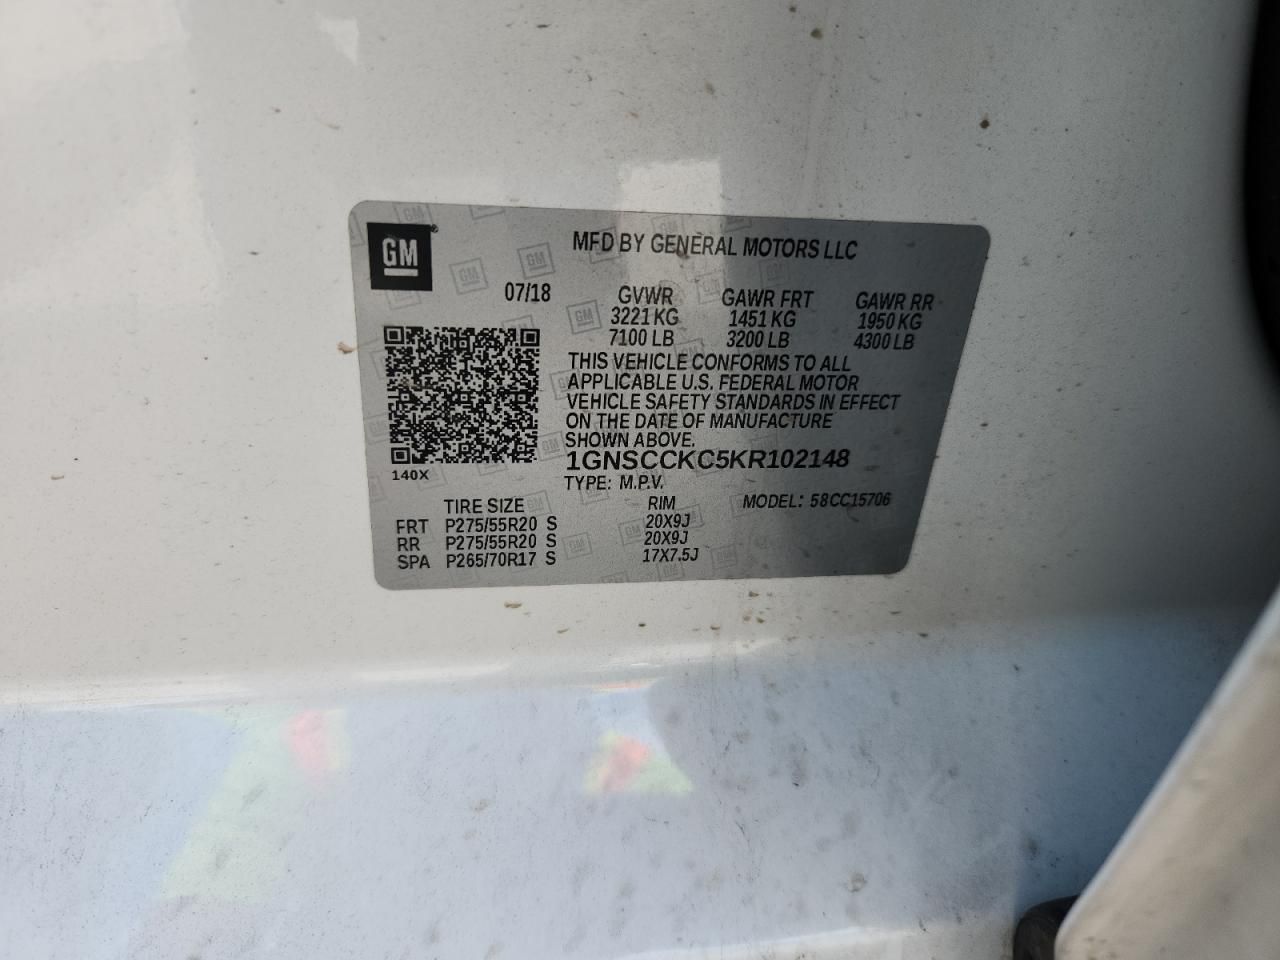 GM
MFD BY GENERAL MOTORS LLC
07/18
GVWR GAWR FRT GAWR RR
3221 KG 1451 KG 1950 KG
7100 LB 3200 LB 4300 LB
THIS VEHICLE CONFORMS TO ALL
APPLICABLE U.S. FEDERAL MOTOR
VEHICLE SAFETY STANDARDS IN EFFECT
ON THE DATE OF MANUFACTURE
SHOWN ABOVE.
1GNSCCKC5KR102148
140X
TYPE: M.P.V.
TIRE SIZE RIM MODEL: 58CC15706
FRT P275/55R20 S 20X9J
RR P275/55R20 S 20X9J
SPA P265/70R17 S 17X7.5J